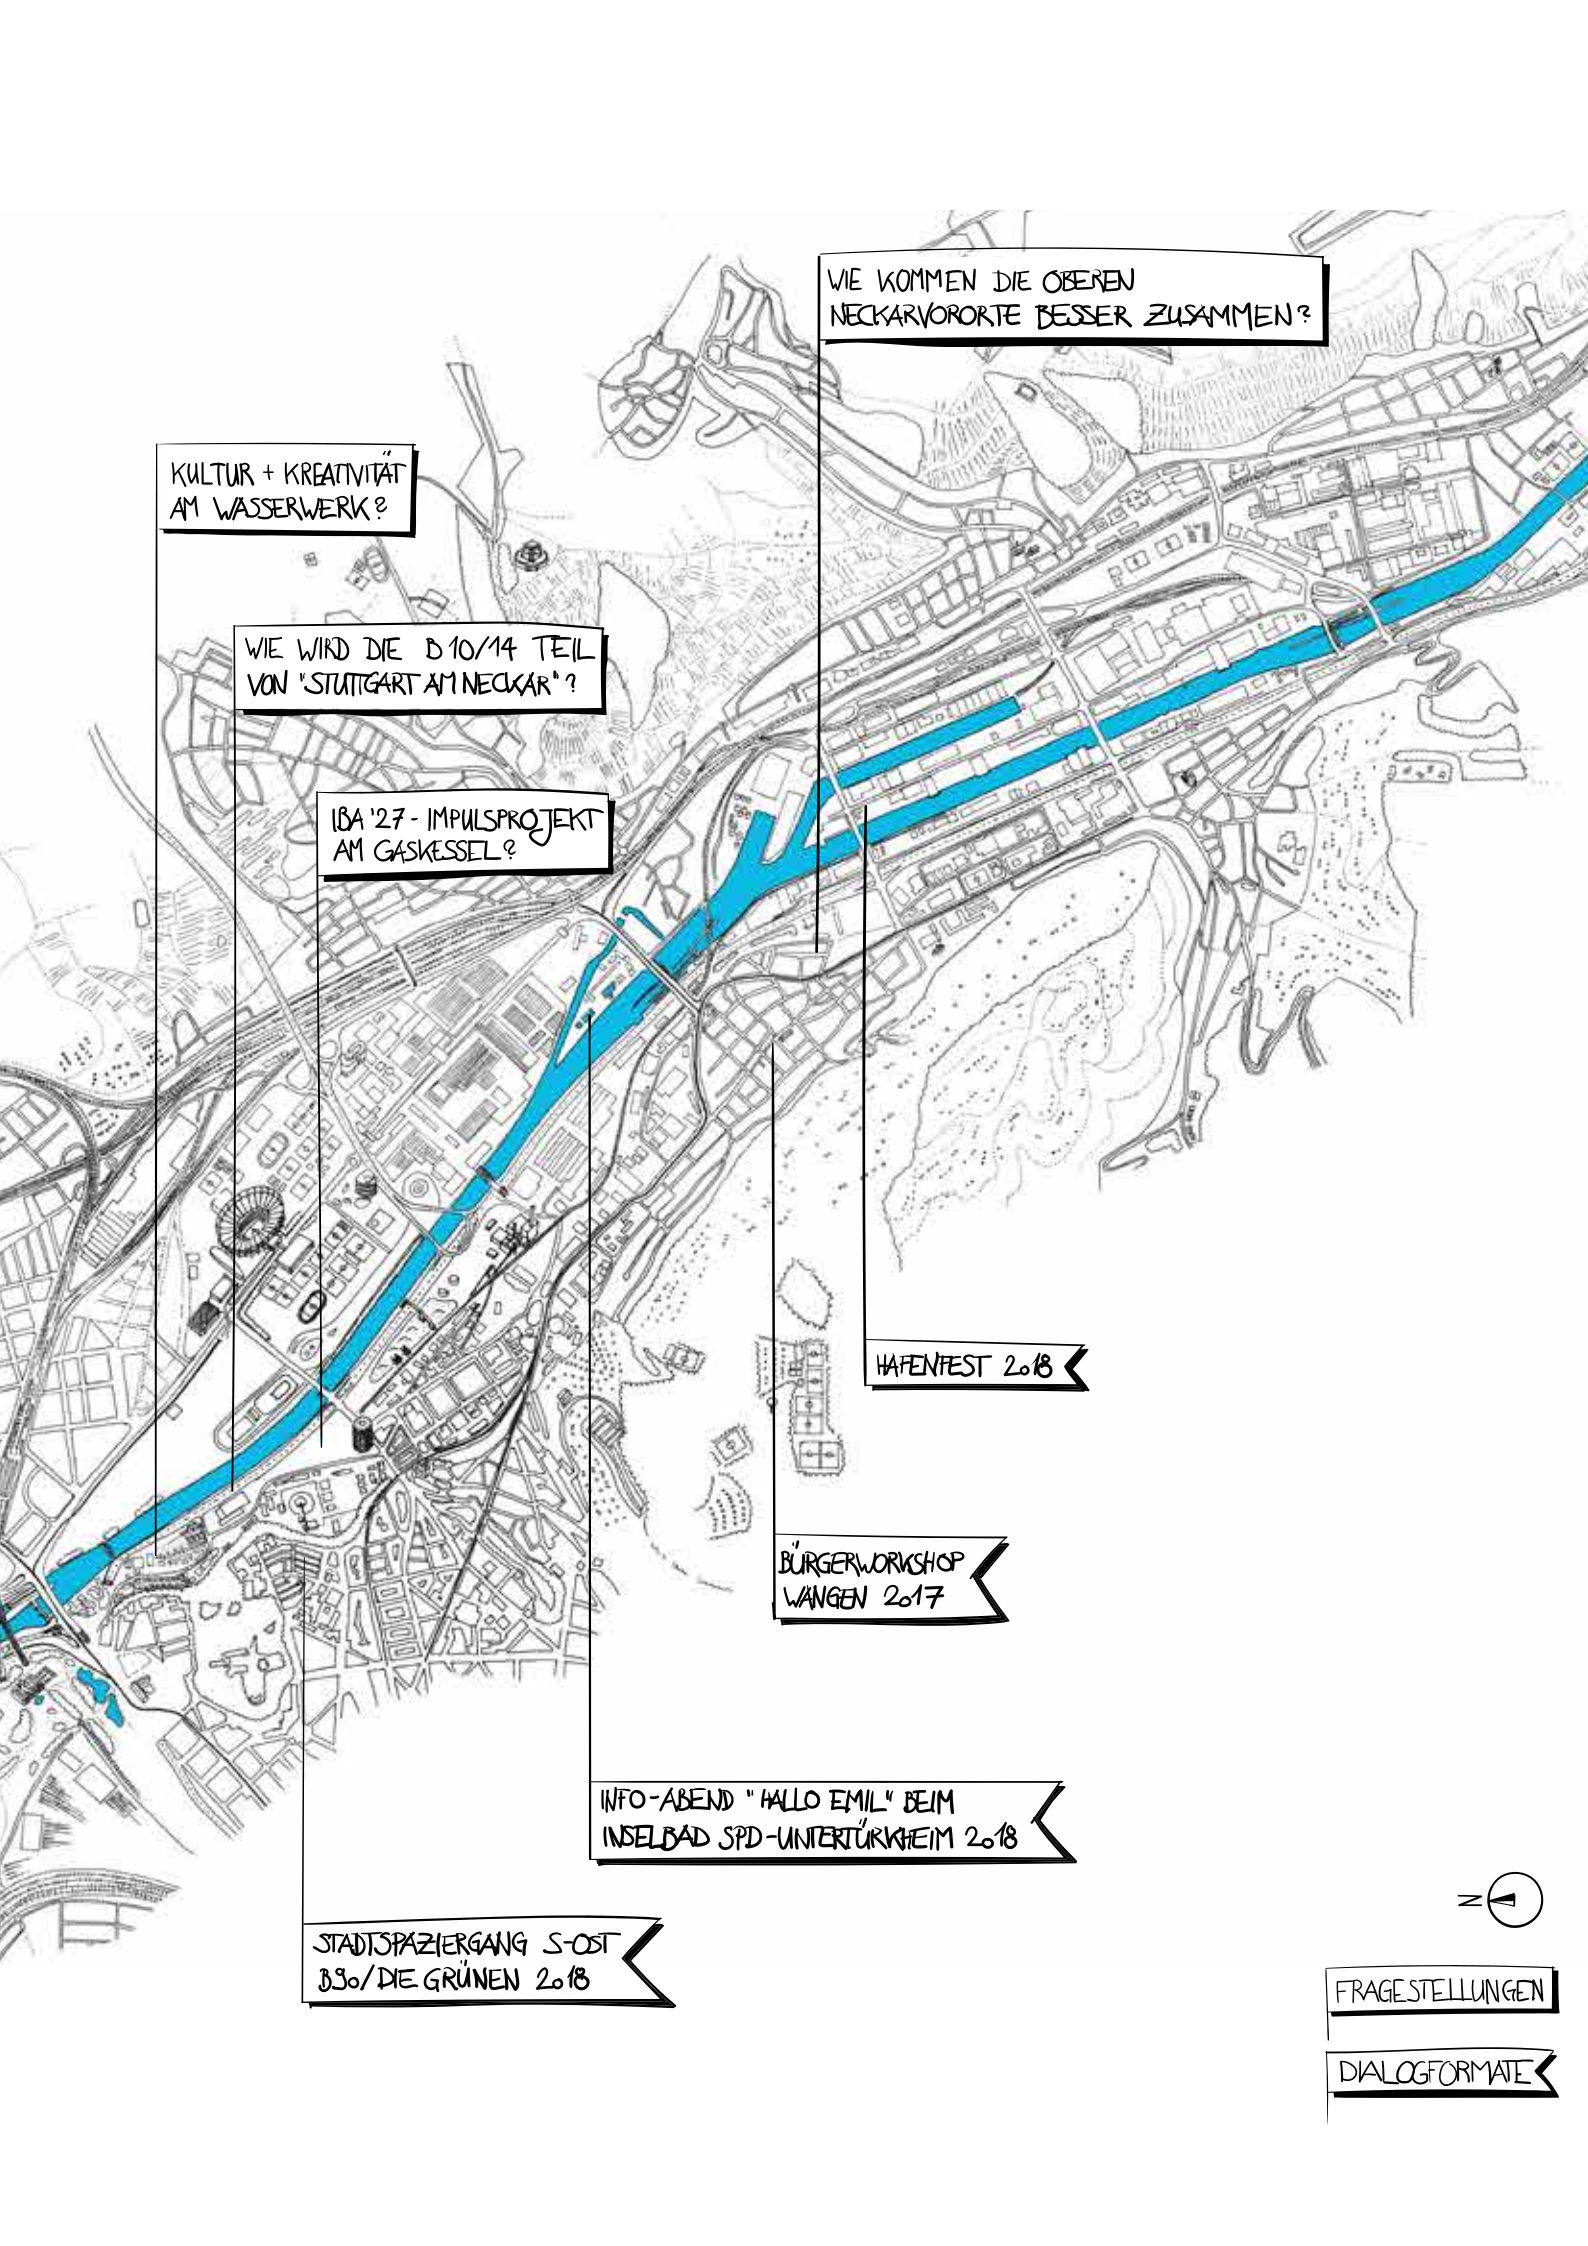 WIE KOMMEN DIE OBEREN
NECKARVORORTE BESSER ZUSAMMEN?
KULTUR + KREATIVITÄT
AM WASSERWERK?
WIE WIRD DIE B10/14 TEIL
VON "STUTTGART AM NECKAR"?
IBA '27 - IMPULSPROJEKT
AM GASKESSEL?
HAFENFEST 2018
BÜRGERWORKSHOP
WANGEN 2017
INFO-ABEND "HALLO EMIL" BEIM
INSELBAD SPD-UNTERTÜRKHEIM 2018
STADTSPAZIERGANG S-OST
B90/DIE GRÜNEN 2018
N
FRAGESTELLUNGEN
DIALOGFORMATE